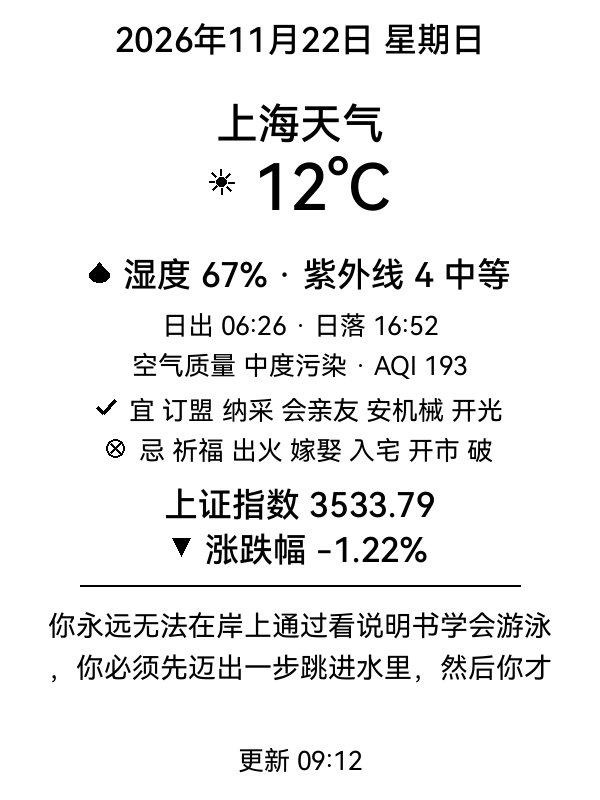 2026年11月22日 星期日
上海天气
12°C
湿度 67% · 紫外线 4 中等
日出 06:26 · 日落 16:52
空气质量 中度污染 · AQI 193
宜 订盟 纳采 会亲友 安机械 开光
忌 祈福 出火 嫁娶 入宅 开市 破
上证指数 3533.79
▼ 涨跌幅 -1.22%
你永远无法在岸上通过看说明书学会游泳
，你必须先迈出一步跳进水里，然后你才
更新 09:12